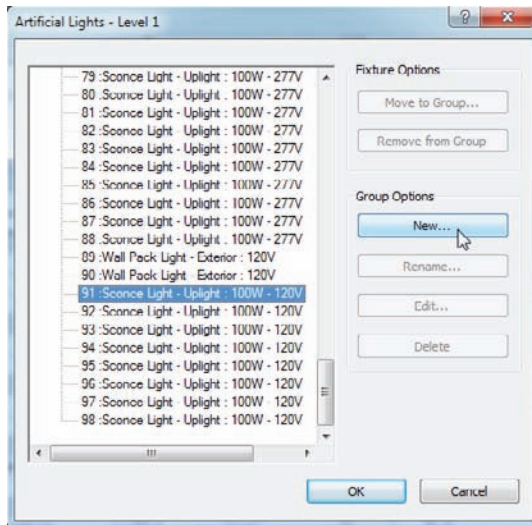 Artificial Lights - Level 1
79 :Sconce Light - Uplight : 100W - 277V
80 :Sconce Light - Uplight : 100W - 277V
81 :Sconce Light - Uplight : 100W - 277V
82 :Sconce Light - Uplight : 100W - 277V
83 :Sconce Light - Uplight : 100W - 277V
84 :Sconce Light - Uplight : 100W - 277V
85 :Sconce Light - Uplight : 100W - 277V
86 :Sconce Light - Uplight : 100W - 277V
87 :Sconce Light - Uplight : 100W - 277V
88 :Sconce Light - Uplight : 100W - 277V
89 :Wall Pack Light - Exterior : 120V
90 :Wall Pack Light - Exterior : 120V
91 :Sconce Light - Uplight : 100W - 120V
92 :Sconce Light - Uplight : 100W - 120V
93 :Sconce Light - Uplight : 100W - 120V
94 :Sconce Light - Uplight : 100W - 120V
95 :Sconce Light - Uplight : 100W - 120V
96 :Sconce Light - Uplight : 100W - 120V
97 :Sconce Light - Uplight : 100W - 120V
98 :Sconce Light - Uplight : 100W - 120V
Fixture Options
Move to Group...
Remove from Group
Group Options
New...
Rename...
Edit...
Delete
OK
Cancel